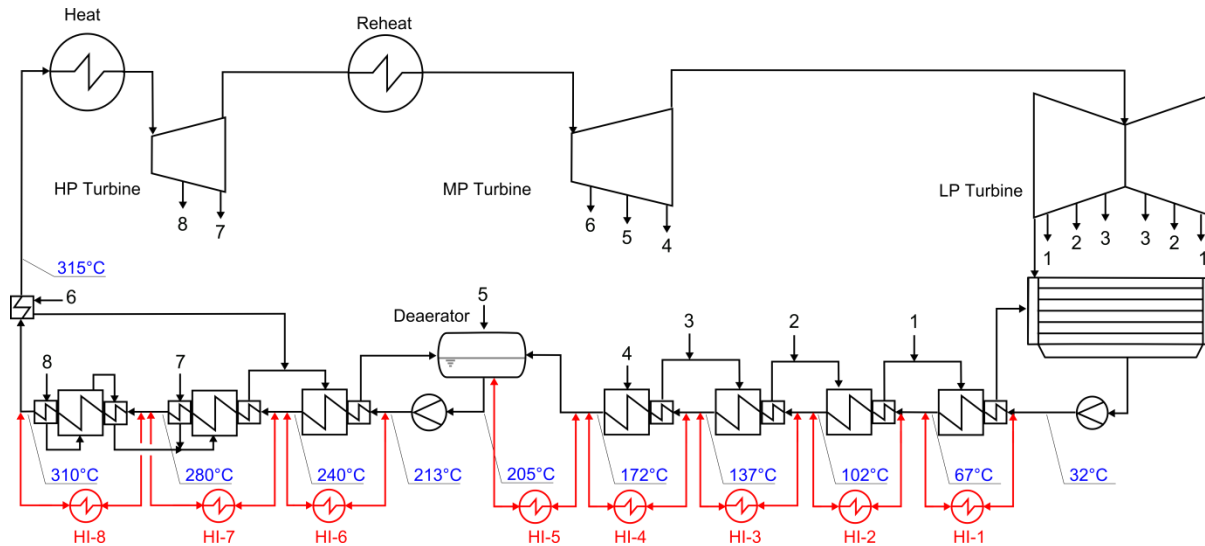 Heat
Reheat
HP Turbine
MP Turbine
LP Turbine
8
7
6
5
4
1
2
3
3
2
1
315°C
6
5
Deaerator
8
7
4
3
2
1
310°C
280°C
240°C
213°C
205°C
172°C
137°C
102°C
67°C
32°C
HI-8
HI-7
HI-6
HI-5
HI-4
HI-3
HI-2
HI-1